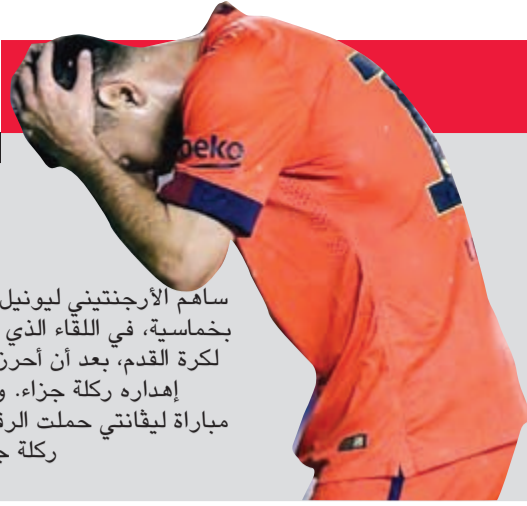 beko
ساهم الأرجنتيني ليونيل
بخماسية، في اللقاء الذي
لكرة القدم، بعد أن أحرز
إهداره ركلة جزاء. و
مباراة ليڤانتي حملت الرق
ركلة ج